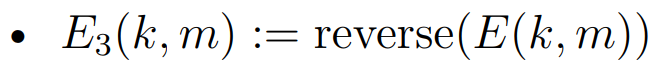 • E₃(k, m) := reverse(E(k, m))